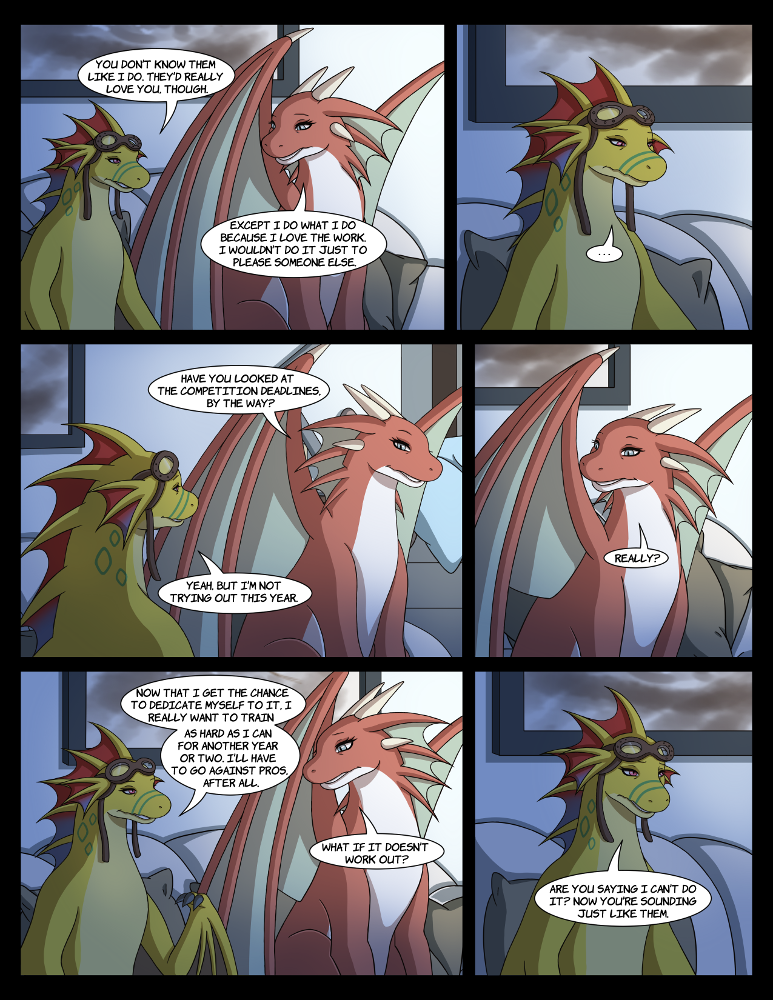 YOU DON'T KNOW THEM
LIKE I DO. THEY'D REALLY
LOVE YOU, THOUGH.
EXCEPT I DO WHAT I DO
BECAUSE I LOVE THE WORK.
I WOULDN'T DO IT JUST TO
PLEASE SOMEONE ELSE.
...
HAVE YOU LOOKED AT
THE COMPETITION DEADLINES,
BY THE WAY?
YEAH, BUT I'M NOT
TRYING OUT THIS YEAR.
REALLY?
NOW THAT I GET THE CHANCE
TO DEDICATE MYSELF TO IT, I
REALLY WANT TO TRAIN
AS HARD AS I CAN
FOR ANOTHER YEAR
OR TWO. I'LL HAVE
TO GO AGAINST PROS,
AFTER ALL.
WHAT IF IT DOESN'T
WORK OUT?
ARE YOU SAYING I CAN'T DO
IT? NOW YOU'RE SOUNDING
JUST LIKE THEM.